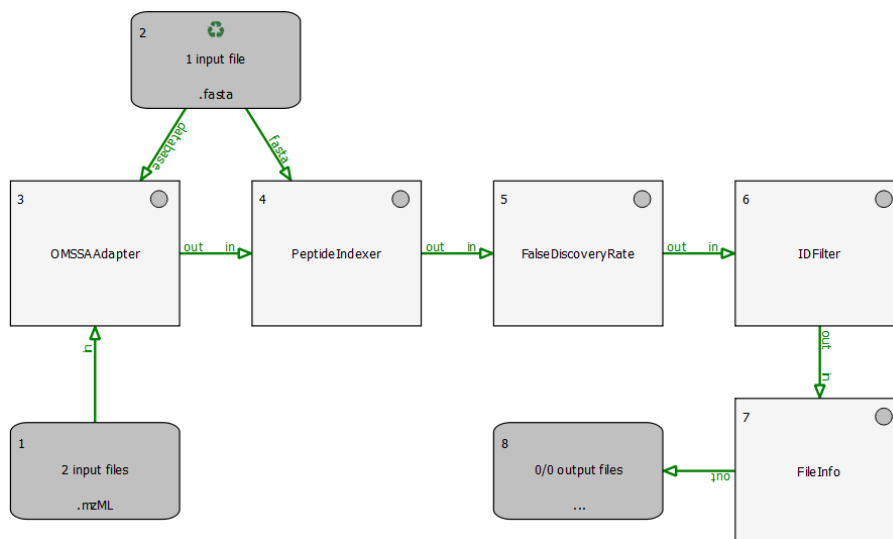 2
1 input file
.fasta
database
fasta
3
OMSSAAdapter
out
in
4
PeptideIndexer
out
in
5
FalseDiscoveryRate
out
in
6
IDFilter
in
out
out
in
1
2 input files
.mzML
8
0/0 output files
...
out
7
FileInfo